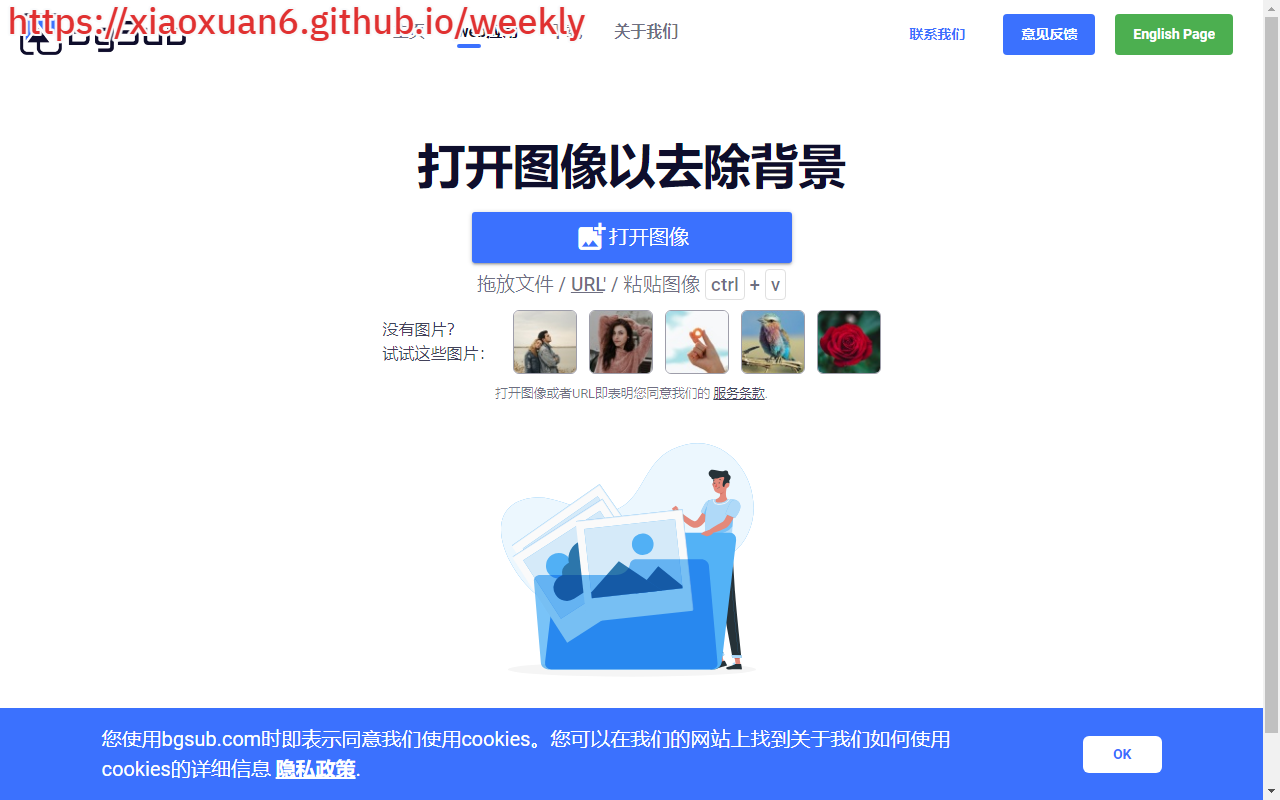 https://xiaoxuan6.github.io/weekly
BgSub
关于我们
联系我们
意见反馈
English Page
打开图像以去除背景
打开图像
拖放文件 / URL' / 粘贴图像 ctrl + v
没有图片?
试试这些图片:
打开图像或者URL即表明您同意我们的 服务条款.
您使用bgsub.com时即表示同意我们使用cookies。您可以在我们的网站上找到关于我们如何使用
cookies的详细信息 隐私政策.
OK